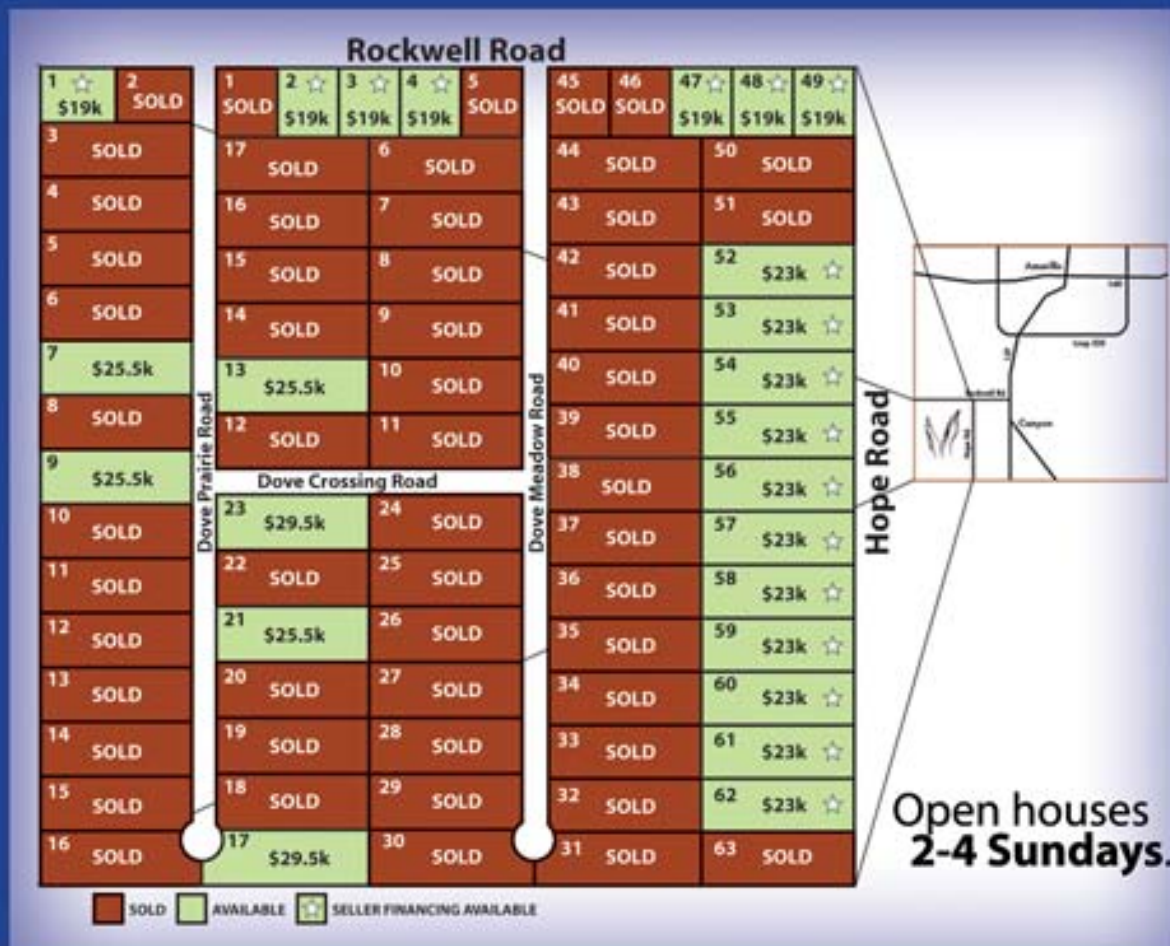 Rockwell Road
1
$19k
2
SOLD
3
SOLD
4
SOLD
5
SOLD
6
SOLD
7
$25.5k
8
SOLD
9
$25.5k
10
SOLD
11
SOLD
12
SOLD
13
SOLD
14
SOLD
15
SOLD
16
SOLD
Dove Prairie Road
1
SOLD
2
$19k
3
$19k
4
$19k
5
SOLD
17
SOLD
6
SOLD
16
SOLD
7
SOLD
15
SOLD
8
SOLD
14
SOLD
9
SOLD
13
$25.5k
10
SOLD
12
SOLD
11
SOLD
Dove Crossing Road
23
$29.5k
24
SOLD
22
SOLD
25
SOLD
21
$25.5k
26
SOLD
20
SOLD
27
SOLD
19
SOLD
28
SOLD
18
SOLD
29
SOLD
17
$29.5k
30
SOLD
Dove Meadow Road
45
SOLD
46
SOLD
47
$19k
48
$19k
49
$19k
44
SOLD
50
SOLD
43
SOLD
51
SOLD
42
SOLD
52
$23k
41
SOLD
53
$23k
40
SOLD
54
$23k
39
SOLD
55
$23k
38
SOLD
56
$23k
37
SOLD
57
$23k
36
SOLD
58
$23k
35
SOLD
59
$23k
34
SOLD
60
$23k
33
SOLD
61
$23k
32
SOLD
62
$23k
31
SOLD
63
SOLD
Hope Road
Amarillo
Canyon
Open houses
2-4 Sundays.
SOLD
AVAILABLE
SELLER FINANCING AVAILABLE